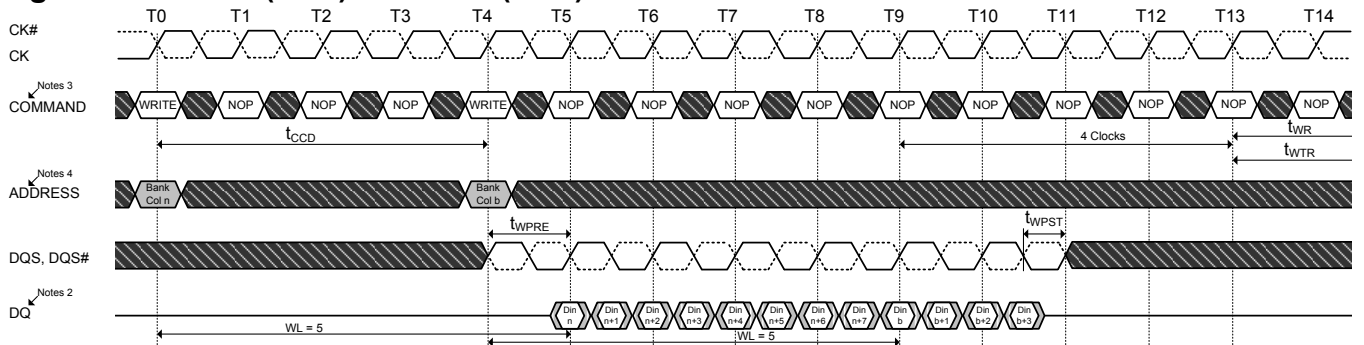 T0 T1 T2 T3 T4 T5 T6 T7 T8 T9 T10 T11 T12 T13 T14
CK#
CK
Notes 3
COMMAND
WRITE NOP NOP NOP WRITE NOP NOP NOP NOP NOP NOP NOP NOP NOP NOP
tCCD
4 Clocks
tWR
tWTR
Notes 4
ADDRESS
Bank
Col n
Bank
Col b
tWPRE
tWPST
DQS, DQS#
Notes 2
DQ
Din
n
Din
n+1
Din
n+2
Din
n+3
Din
n+4
Din
n+5
Din
n+6
Din
n+7
Din
b
Din
b+1
Din
b+2
Din
b+3
WL = 5
WL = 5